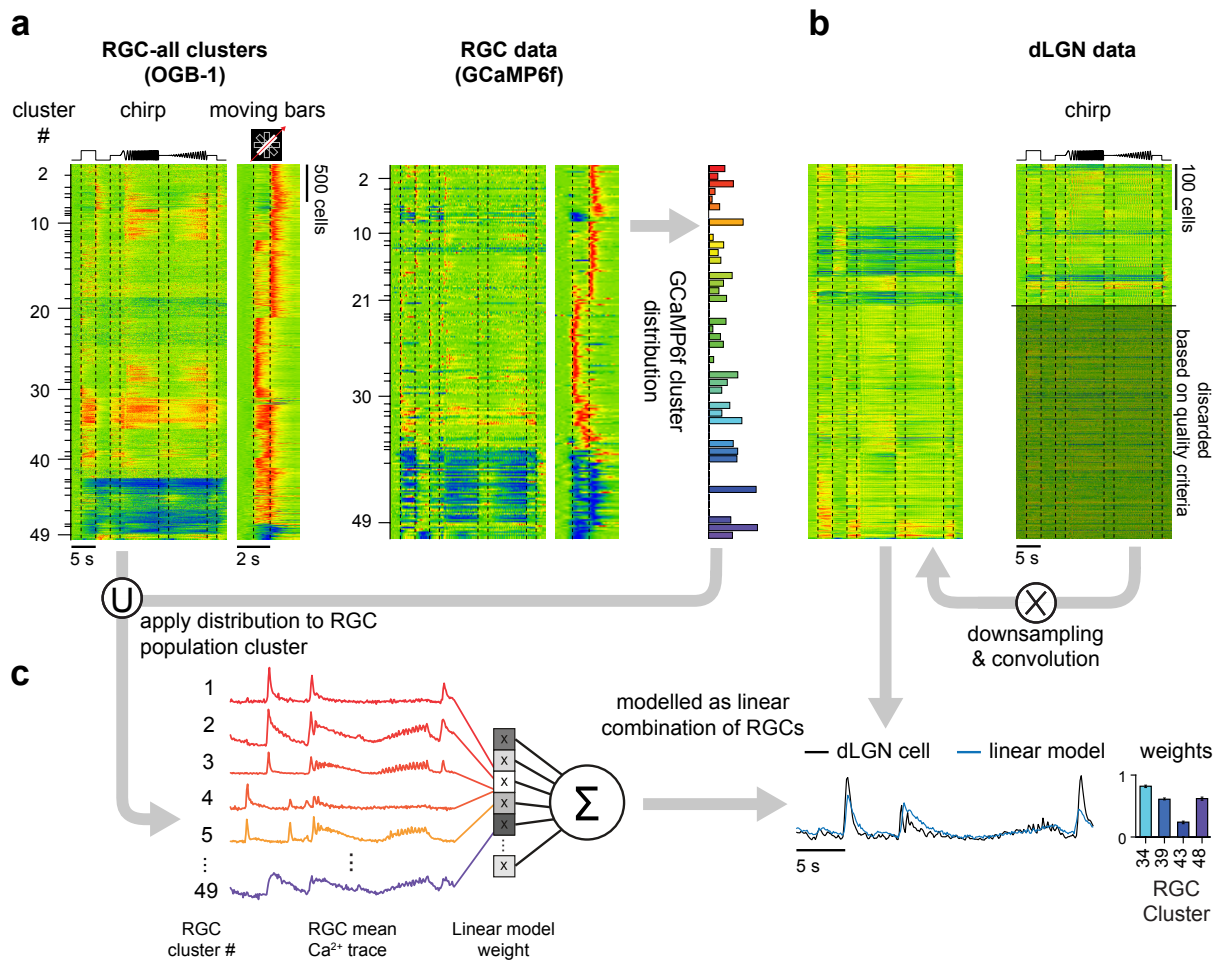 a
RGC-all clusters
(OGB-1)
cluster
#
chirp
moving bars
2
10
20
30
40
49
500 cells
5 s
2 s
RGC data
(GCaMP6f)
2
10
21
30
49
GCaMP6f cluster
distribution
b
dLGN data
chirp
100 cells
discarded
based on quality criteria
5 s
U
apply distribution to RGC
population cluster
X
downsampling
& convolution
c
1
2
3
4
5
⋮
49
⋮
x
x
x
x
x
⋮
x
Σ
RGC
cluster #
RGC mean
Ca²⁺ trace
Linear model
weight
modelled as linear
combination of RGCs
dLGN cell
linear model
weights
5 s
1
0
34
39
43
48
RGC
Cluster